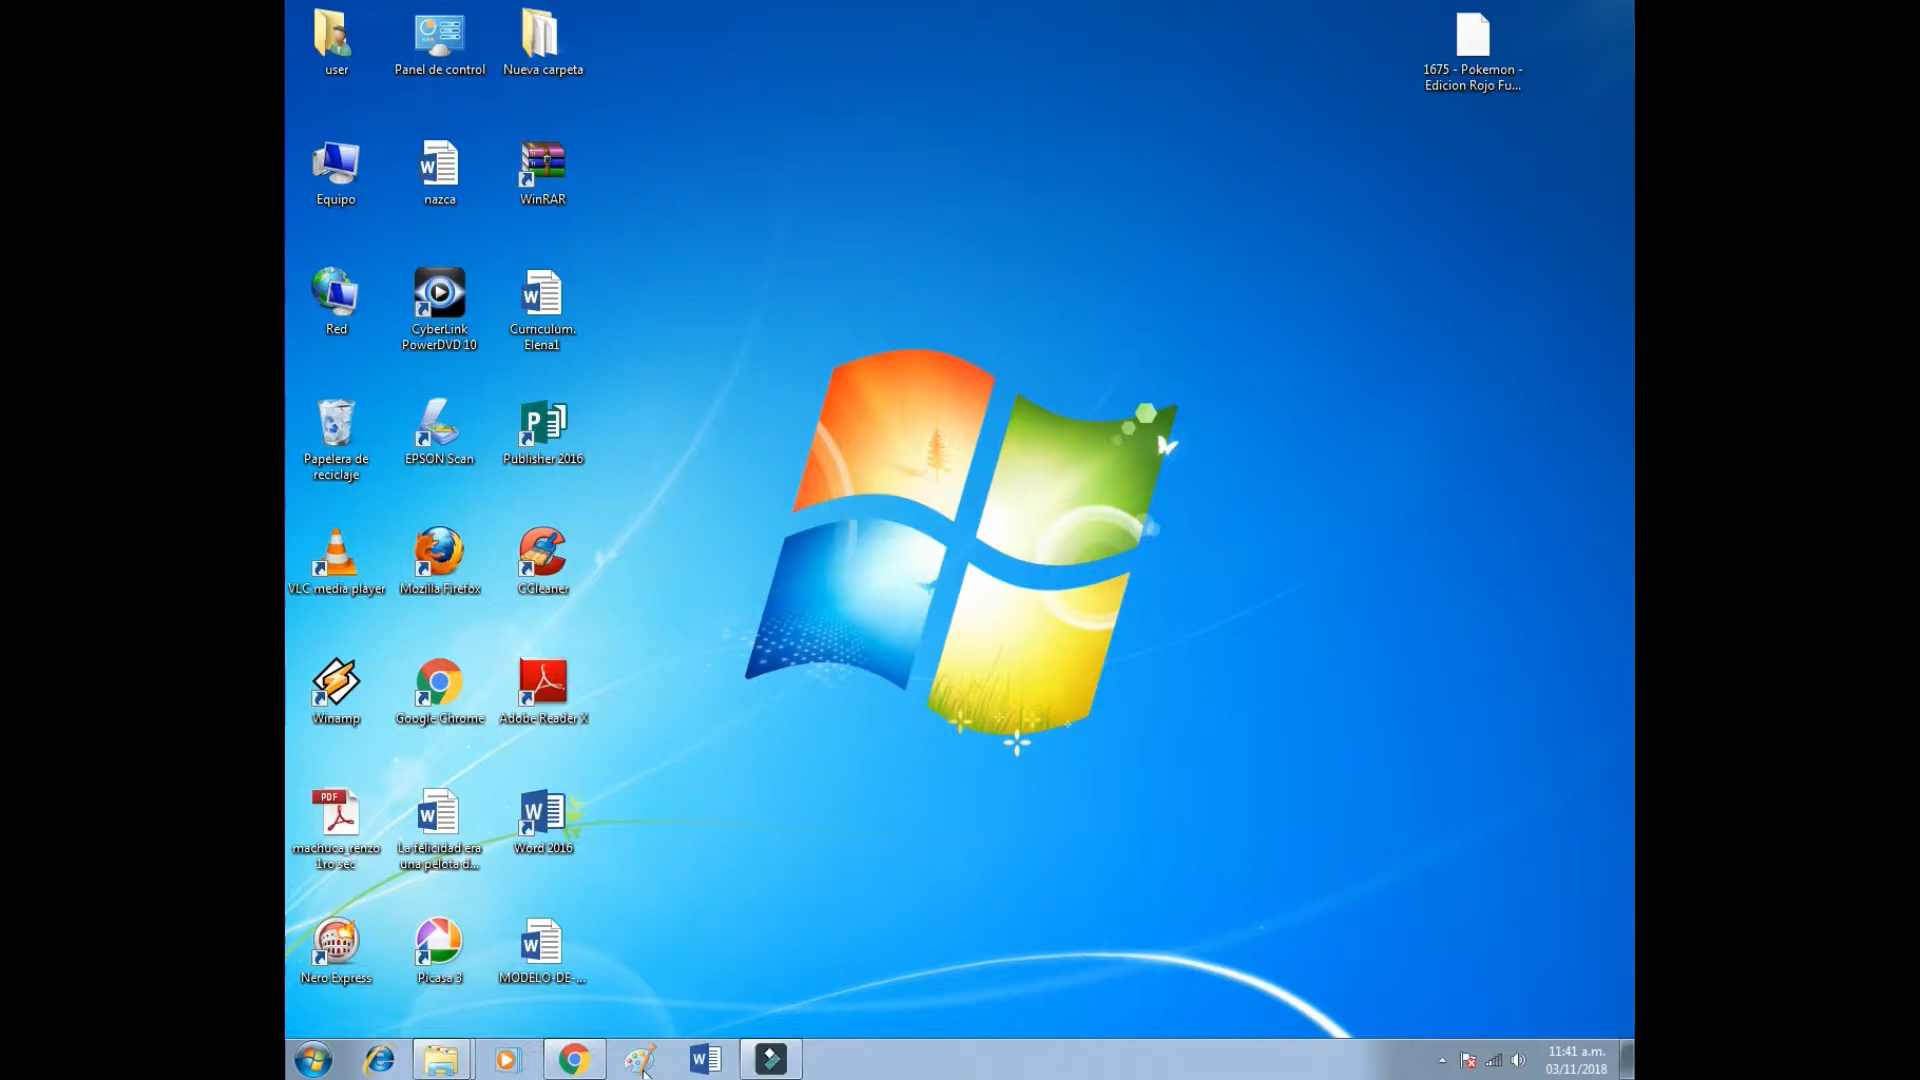 user
Panel de control
Nueva carpeta
1675 - Pokemon -
Edicion Rojo Fu...
Equipo
nazca
WinRAR
Red
CyberLink
PowerDVD 10
Curriculum.
Elena1
Papelera de
reciclaje
EPSON Scan
Publisher 2016
VLC media player
Mozilla Firefox
CCleaner
Winamp
Google Chrome
Adobe Reader X
PDF
machuca_renzo
1ro sec
La felicidad era
una pelota d...
Word 2016
Nero Express
Picasa 3
MODELO-DE-...
11:41 a.m.
03/11/2018